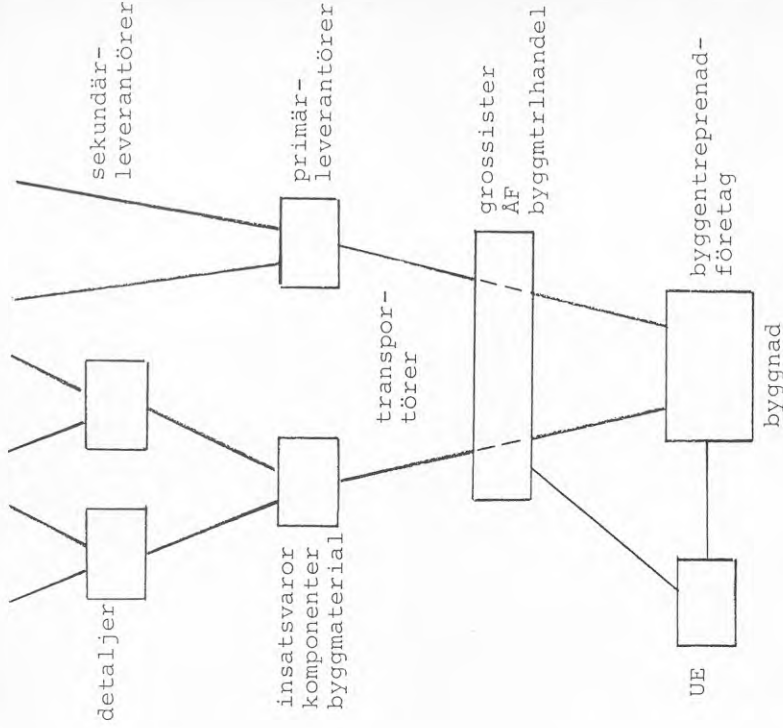 sekundär-
leverantörer
detaljer
primär-
leverantörer
insatsvaror
komponenter
byggmaterial
transpor-
törer
grossister
ÅF
byggmtrlhandel
byggentreprenad-
företag
UE
byggnad